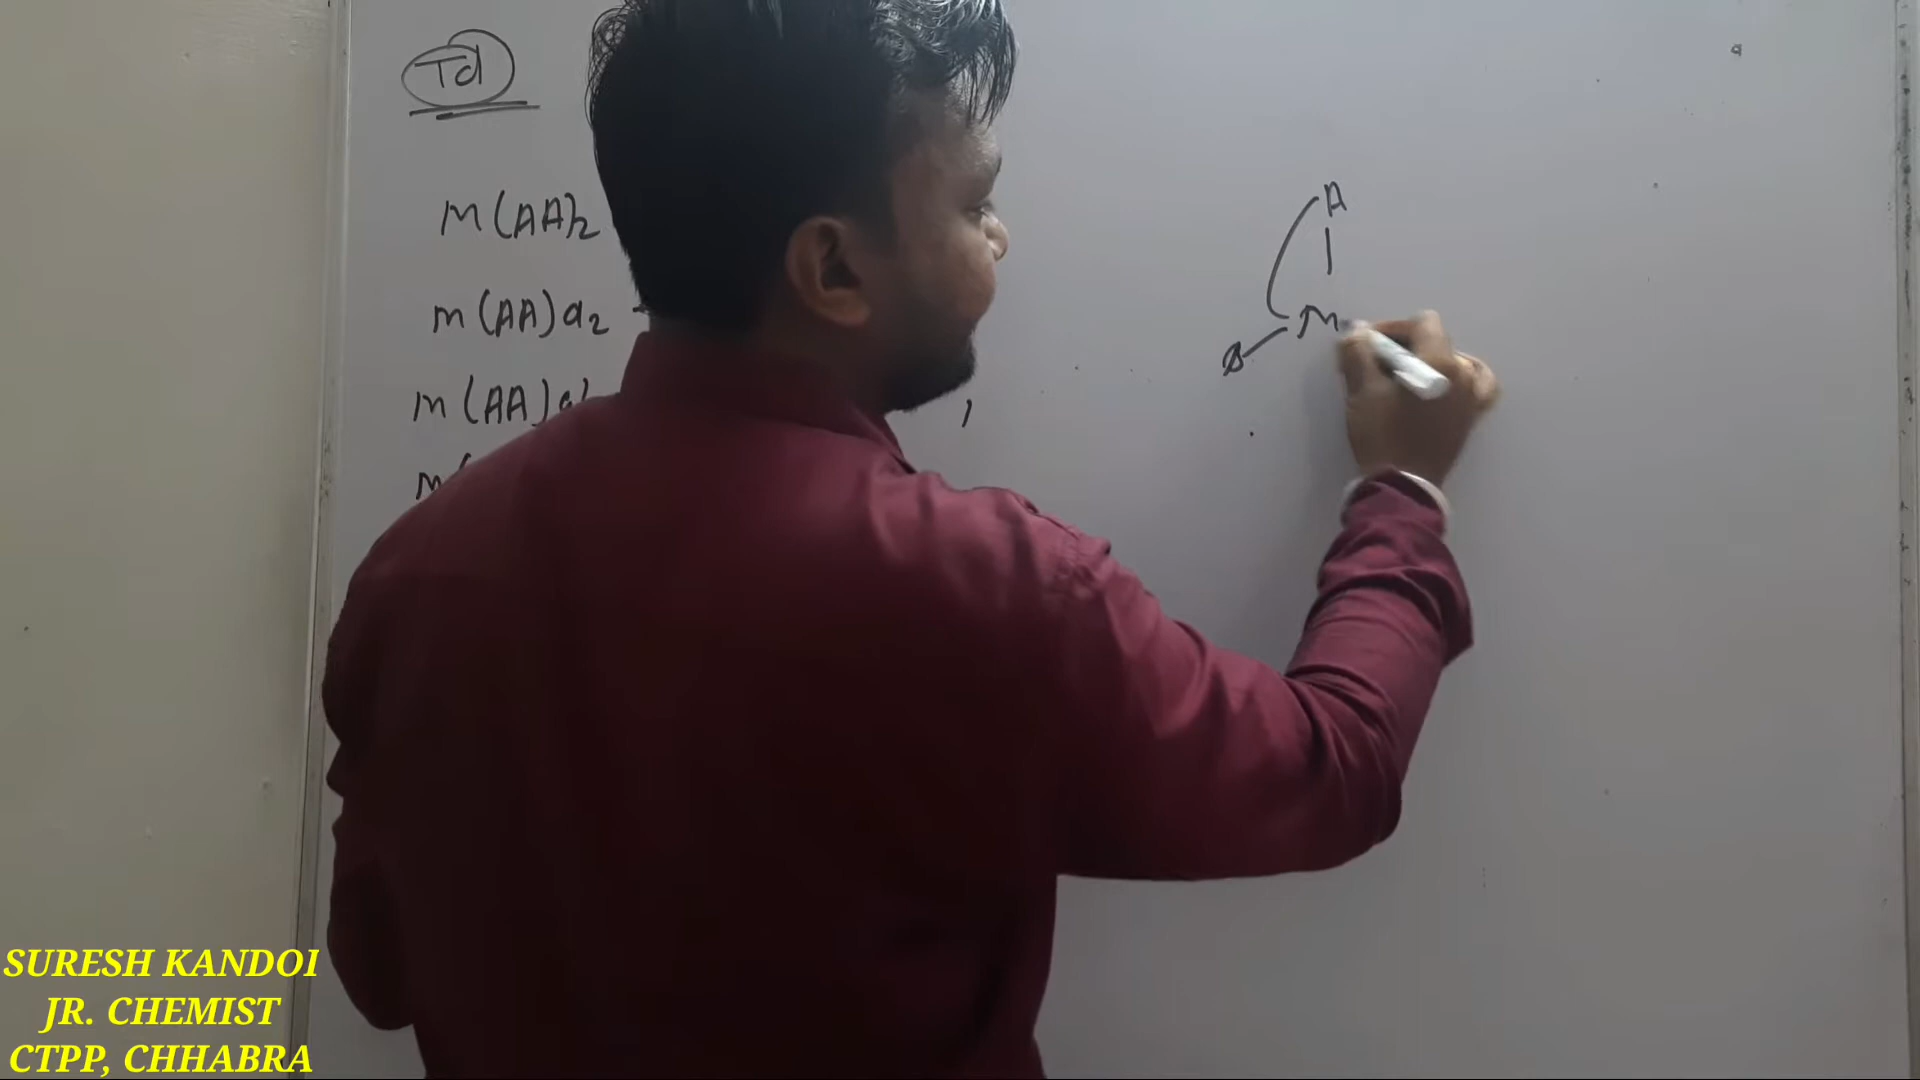 Td
M(AA)2
m(AA)a2
m(AA)a
,
m(
A
M
B
SURESH KANDOI
JR. CHEMIST
CTPP, CHHABRA